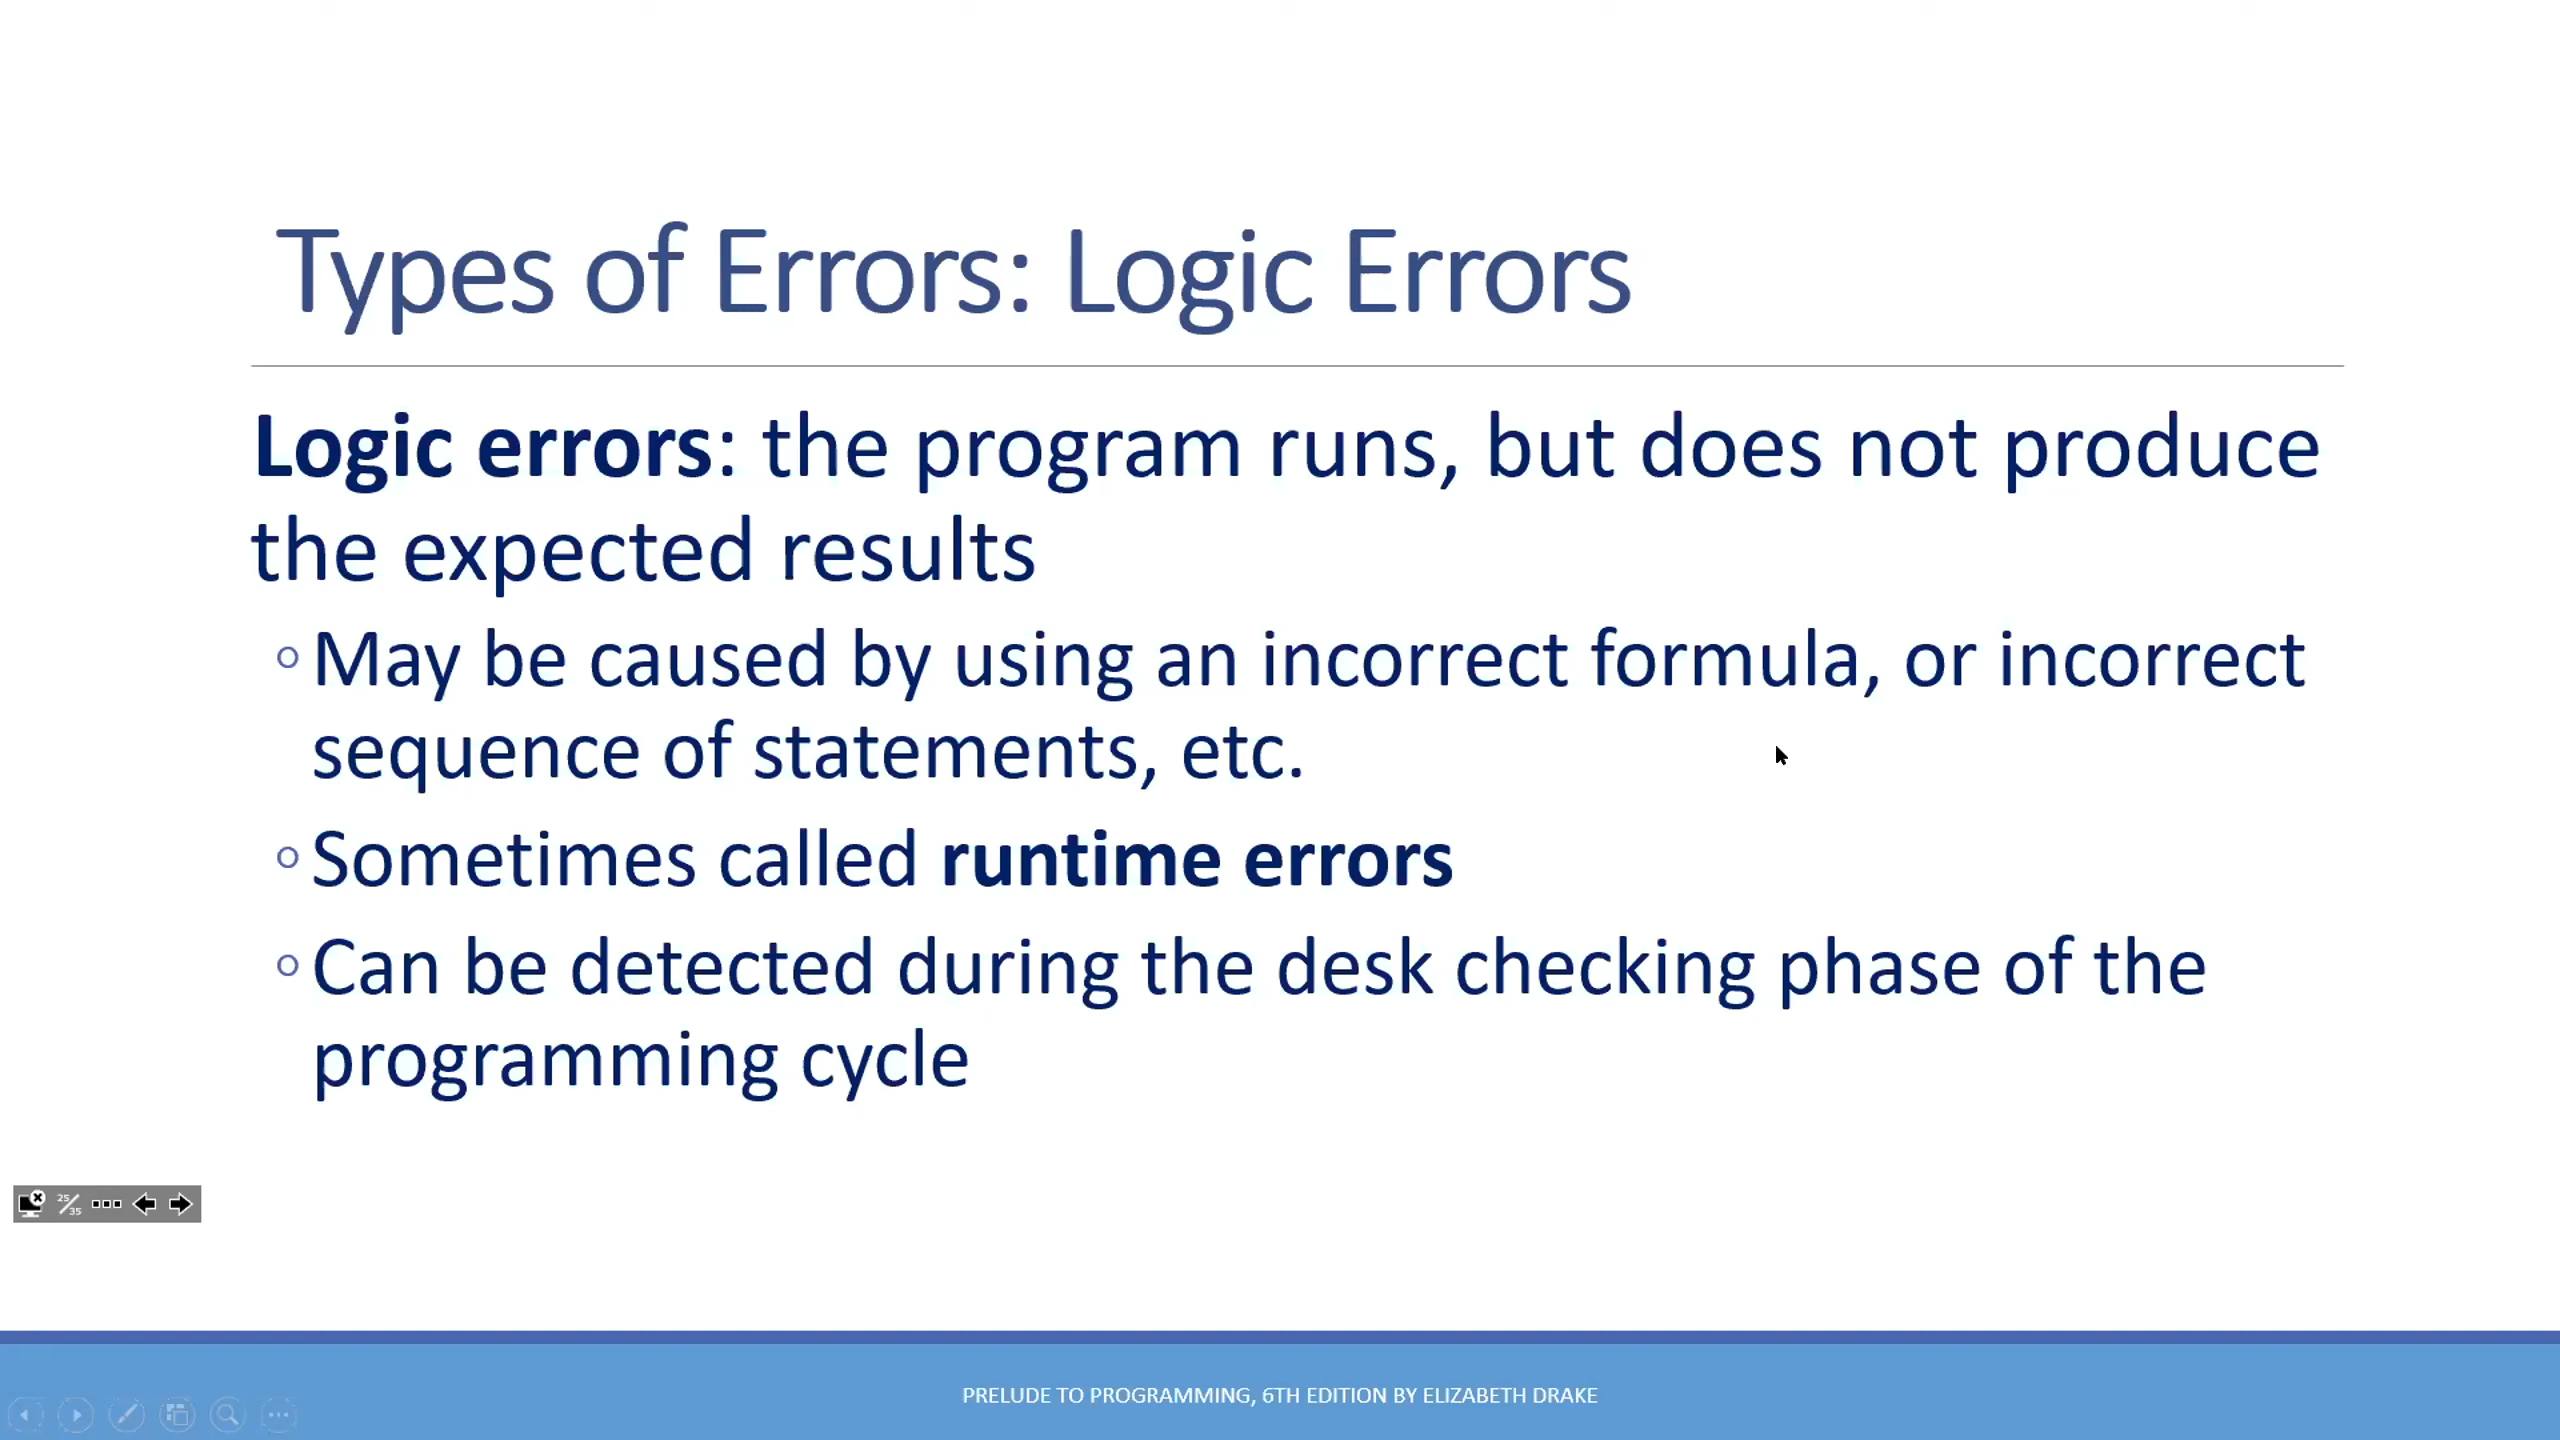 Types of Errors: Logic Errors
Logic errors: the program runs, but does not produce
the expected results
◦ May be caused by using an incorrect formula, or incorrect
sequence of statements, etc.
◦ Sometimes called runtime errors
◦ Can be detected during the desk checking phase of the
programming cycle
25/35
PRELUDE TO PROGRAMMING, 6TH EDITION BY ELIZABETH DRAKE